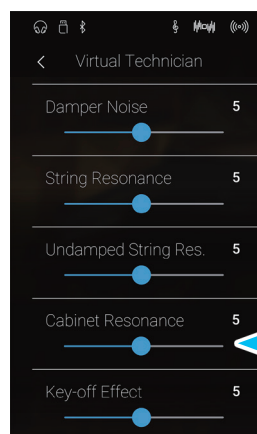 Virtual Technician
Damper Noise 5
String Resonance 5
Undamped String Res. 5
Cabinet Resonance 5
Key-off Effect 5